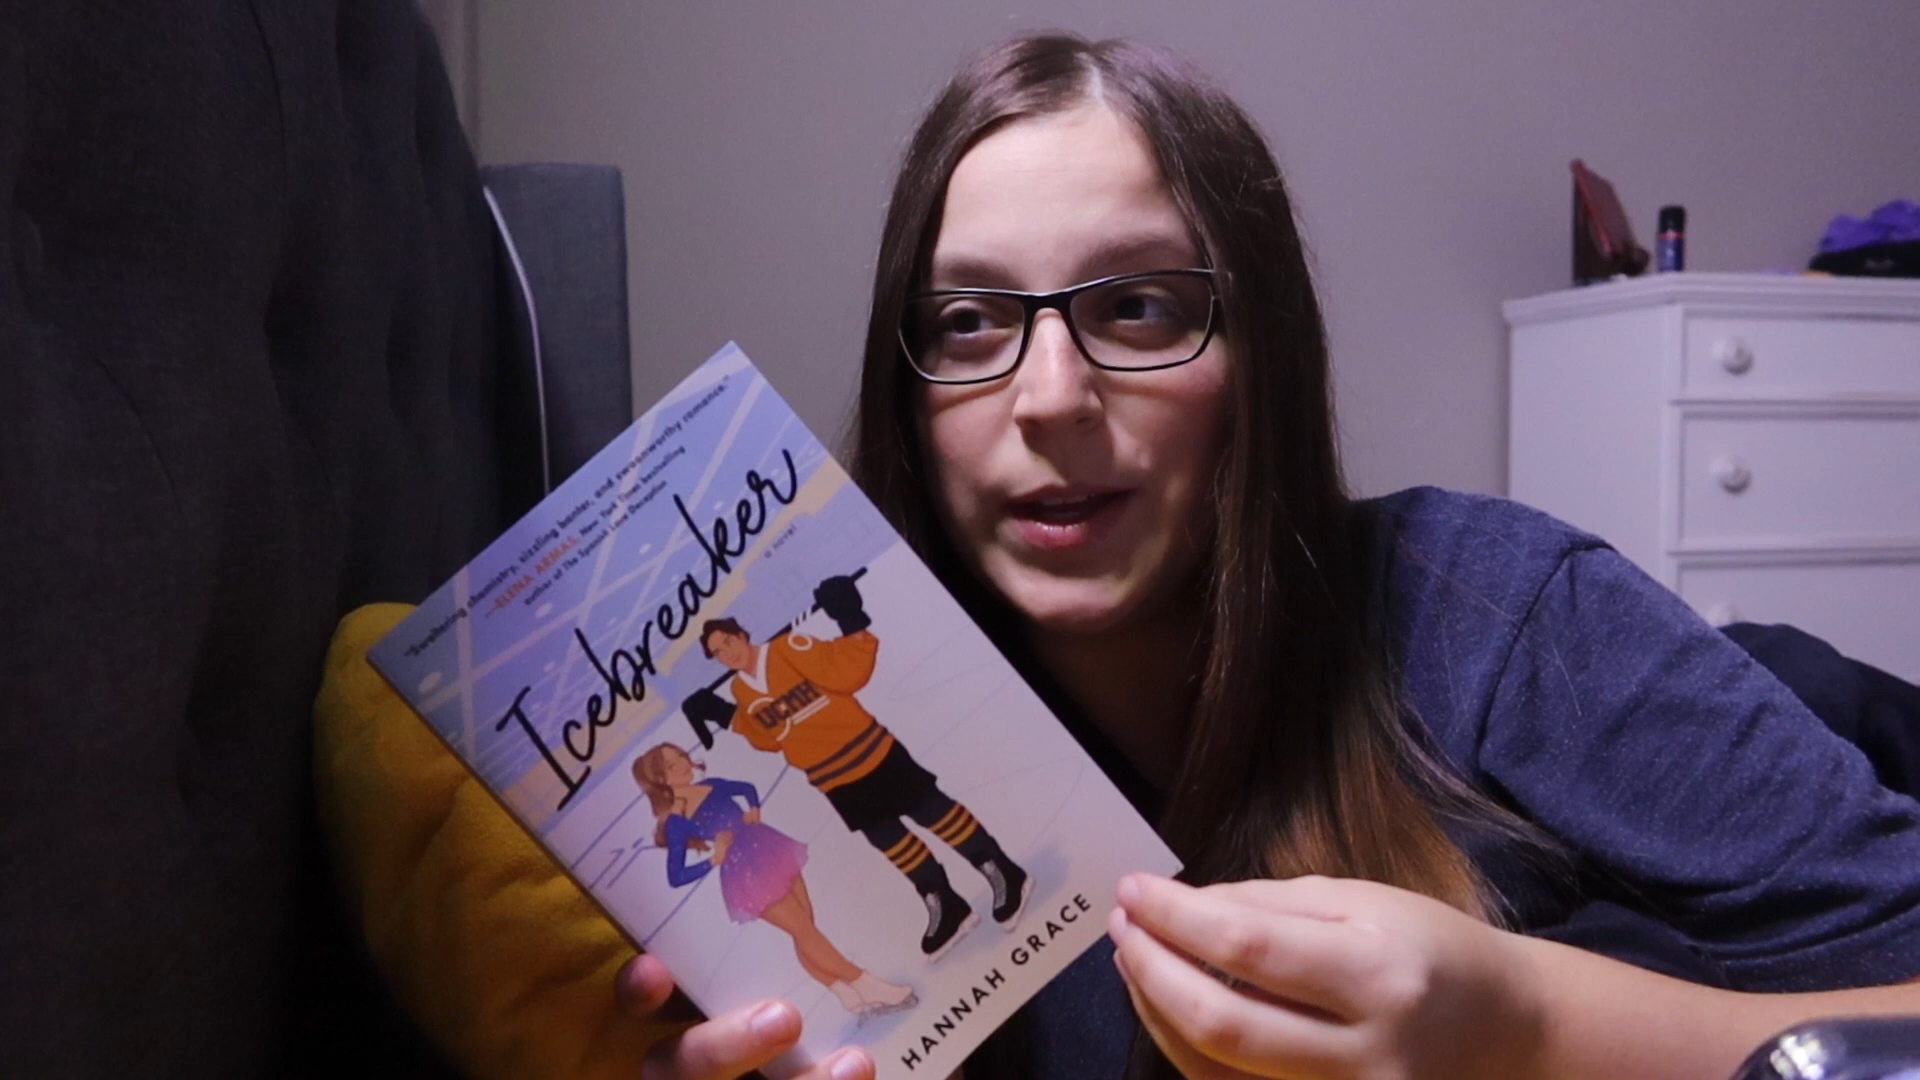 "Sweltering chemistry, sizzling banter, and swoonworthy romance."
—ELENA ARMAS, New York Times bestselling
author of The Spanish Love Deception
Icebreaker
a novel
UCMH
HANNAH GRACE